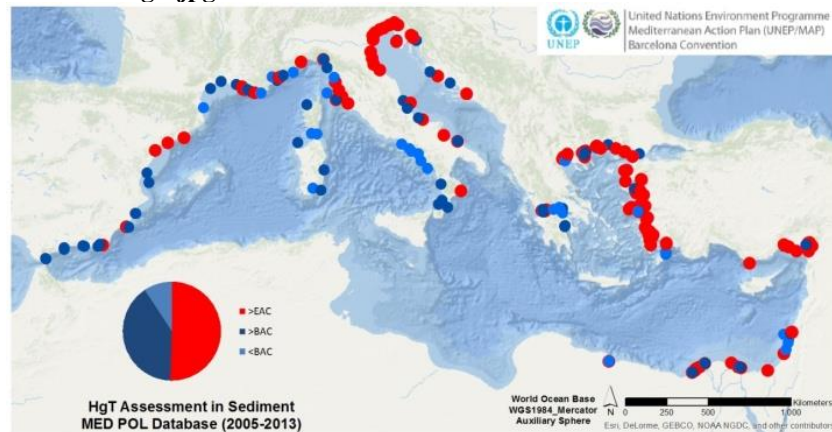 UNEP
United Nations Environment Programme
Mediterranean Action Plan (UNEP/MAP)
Barcelona Convention
>EAC
>BAC
<BAC
HgT Assessment in Sediment
MED POL Database (2005-2013)
World Ocean Base
WGS1984_Mercator
Auxiliary Sphere
N
Kilometers
0 250 500 1.000
Esri, DeLorme, GEBCO, NOAA NGDC, and other contributors